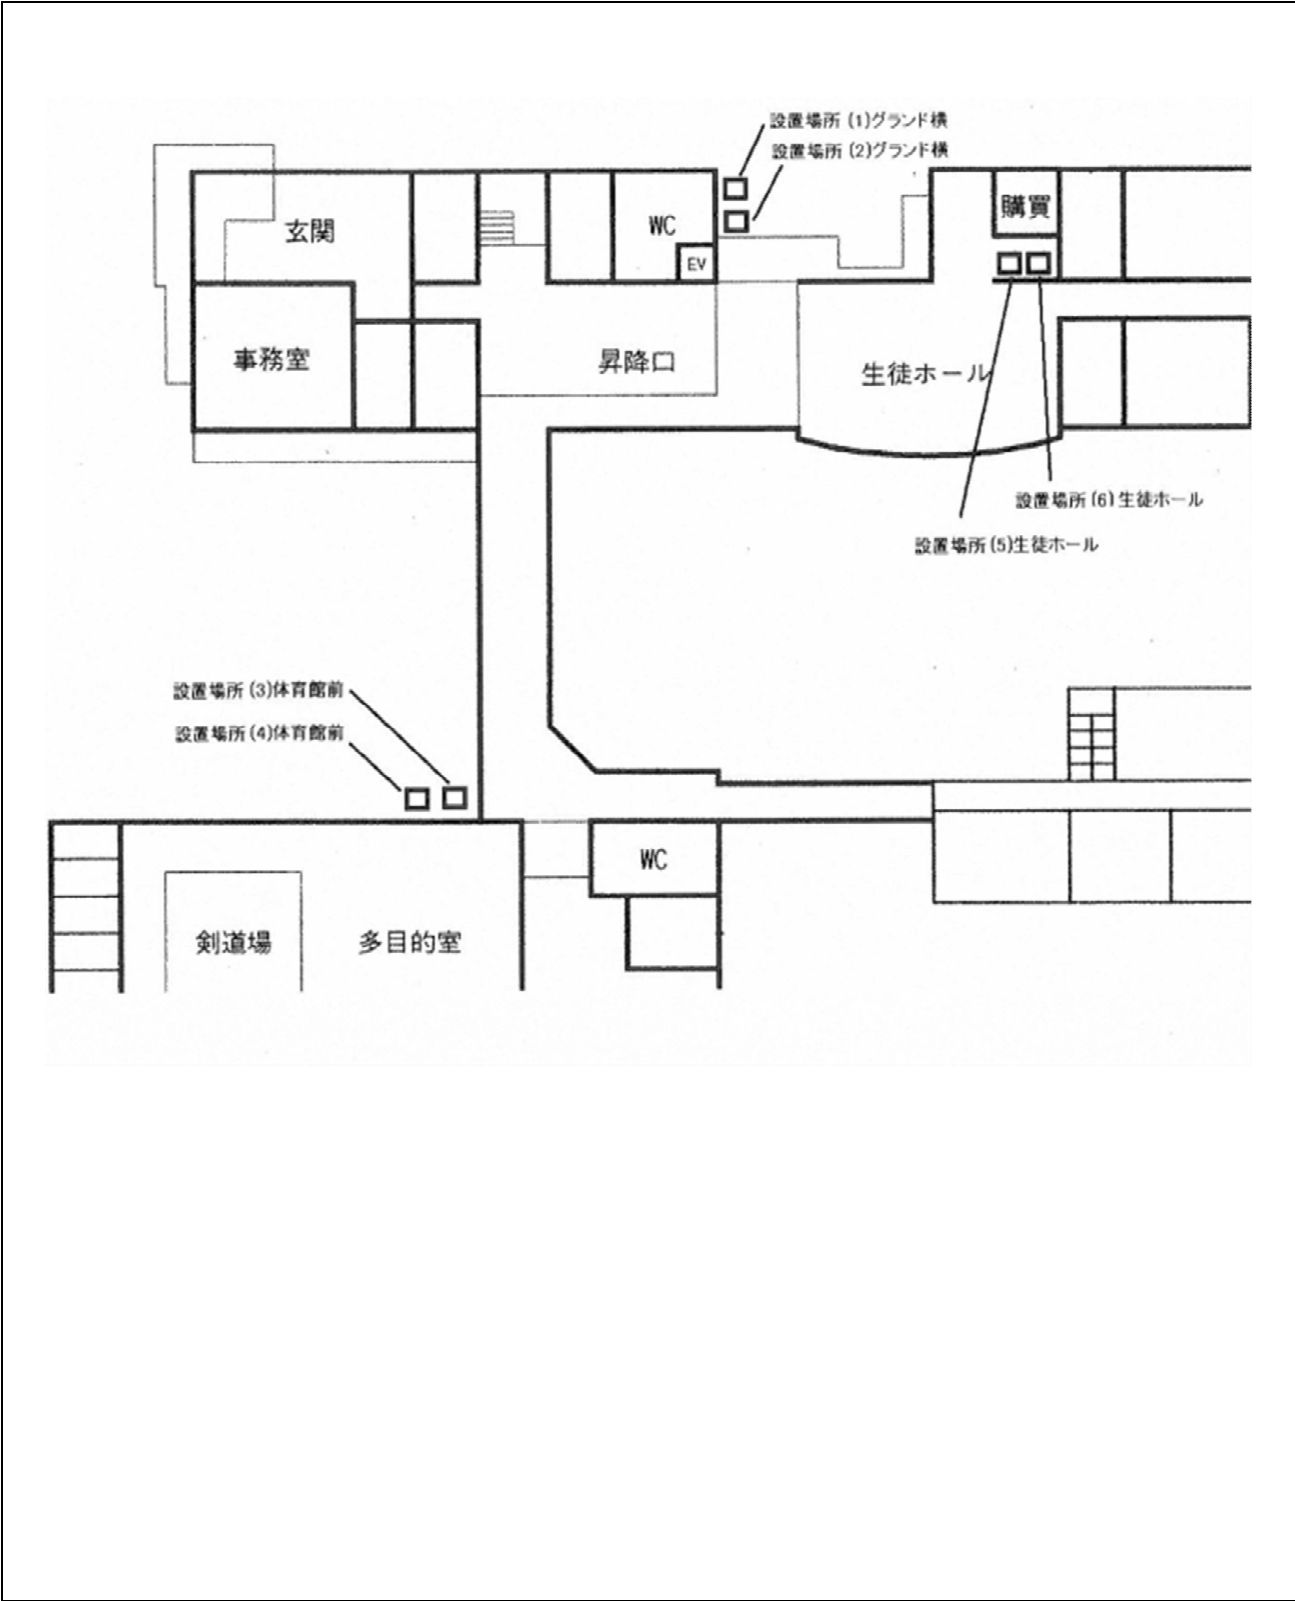 設置場所(1)グランド横
設置場所(2)グランド横
玄関
WC
EV
購買
事務室
昇降口
生徒ホール
設置場所(6)生徒ホール
設置場所(5)生徒ホール
設置場所(3)体育館前
設置場所(4)体育館前
WC
剣道場
多目的室